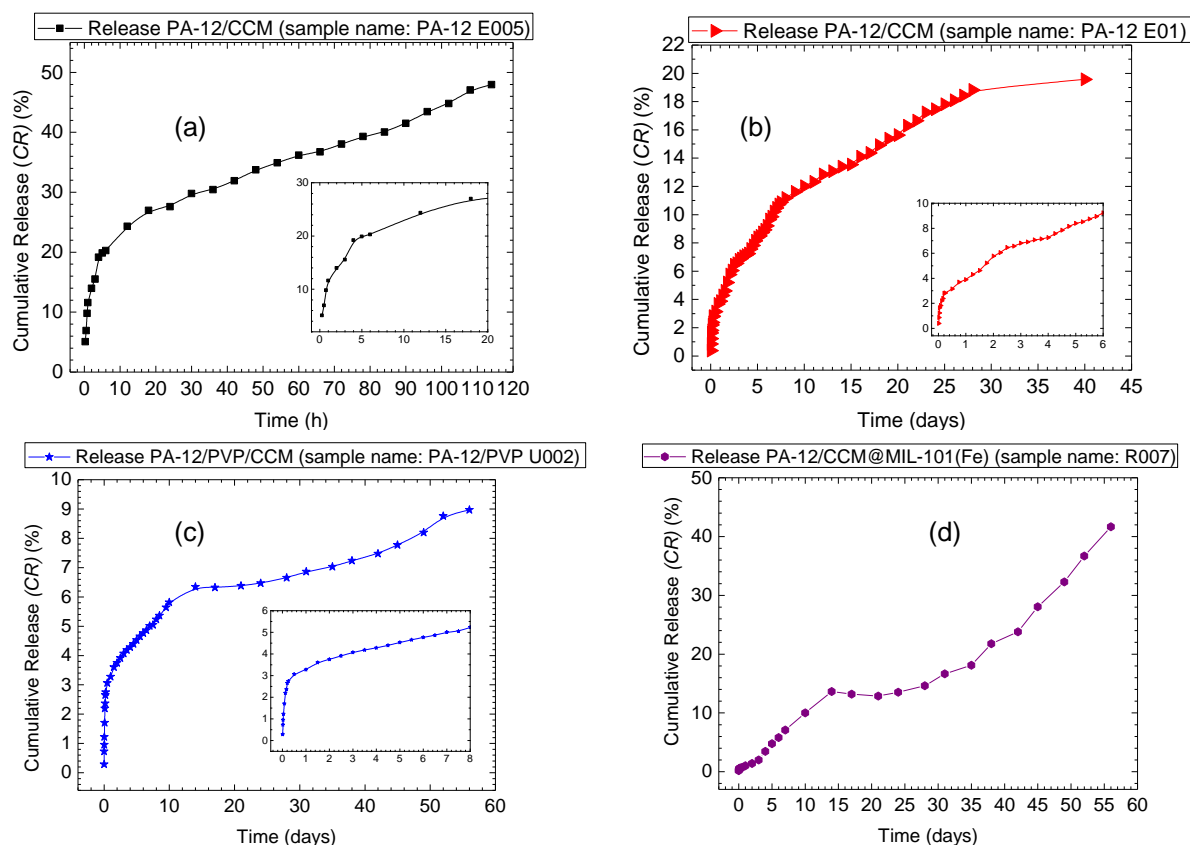 Release PA-12/CCM (sample name: PA-12 E005)
(a)
Cumulative Release (CR) (%)
50
40
30
20
10
0
0 10 20 30 40 50 60 70 80 90 100 110 120
Time (h)
30
20
10
0 5 10 15 20
Release PA-12/CCM (sample name: PA-12 E01)
(b)
Cumulative Release (CR) (%)
22
20
18
16
14
12
10
8
6
4
2
0
0 5 10 15 20 25 30 35 40 45
Time (days)
10
8
6
4
2
0
0 1 2 3 4 5 6
Release PA-12/PVP/CCM (sample name: PA-12/PVP U002)
(c)
Cumulative Release (CR) (%)
9
8
7
6
5
4
3
2
1
0
0 10 20 30 40 50 60
Time (days)
6
5
4
3
2
1
0
0 1 2 3 4 5 6 7 8
Release PA-12/CCM@MIL-101(Fe) (sample name: R007)
(d)
Cumulative Release (CR) (%)
50
40
30
20
10
0
0 5 10 15 20 25 30 35 40 45 50 55 60
Time (days)